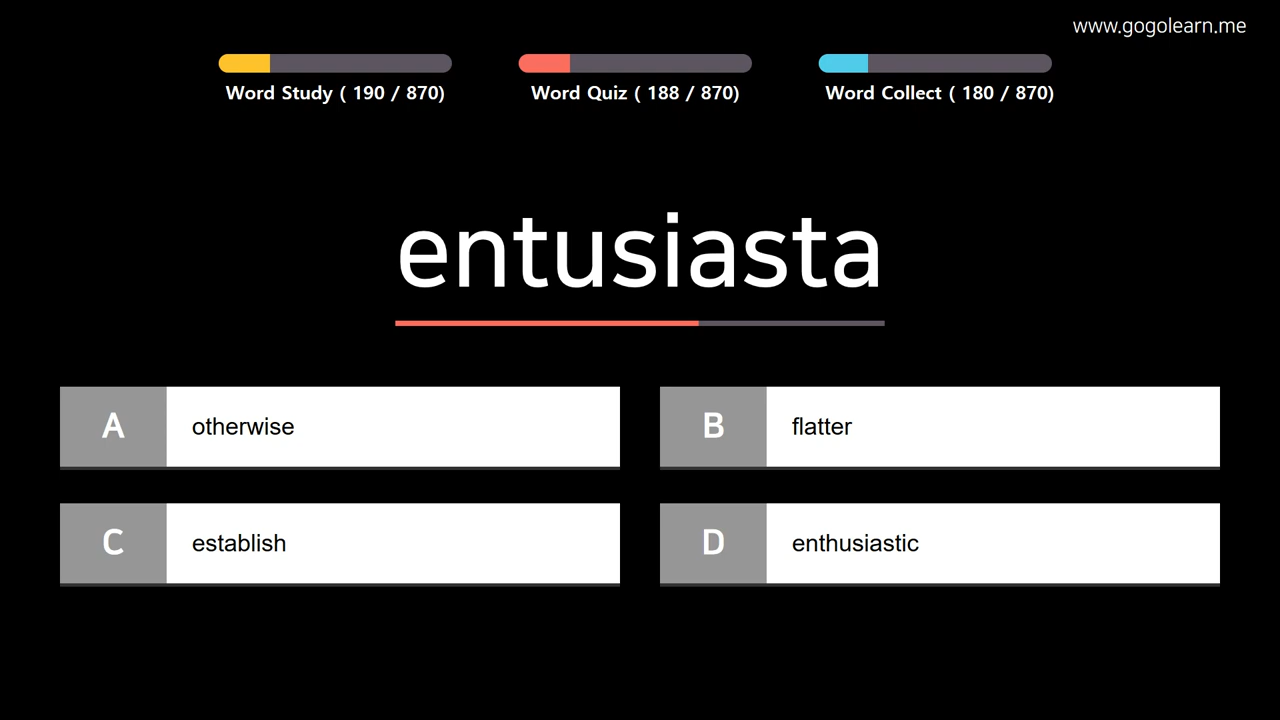 www.gogolearn.me
Word Study ( 190 / 870)
Word Quiz ( 188 / 870)
Word Collect ( 180 / 870)
entusiasta
A otherwise
B flatter
C establish
D enthusiastic